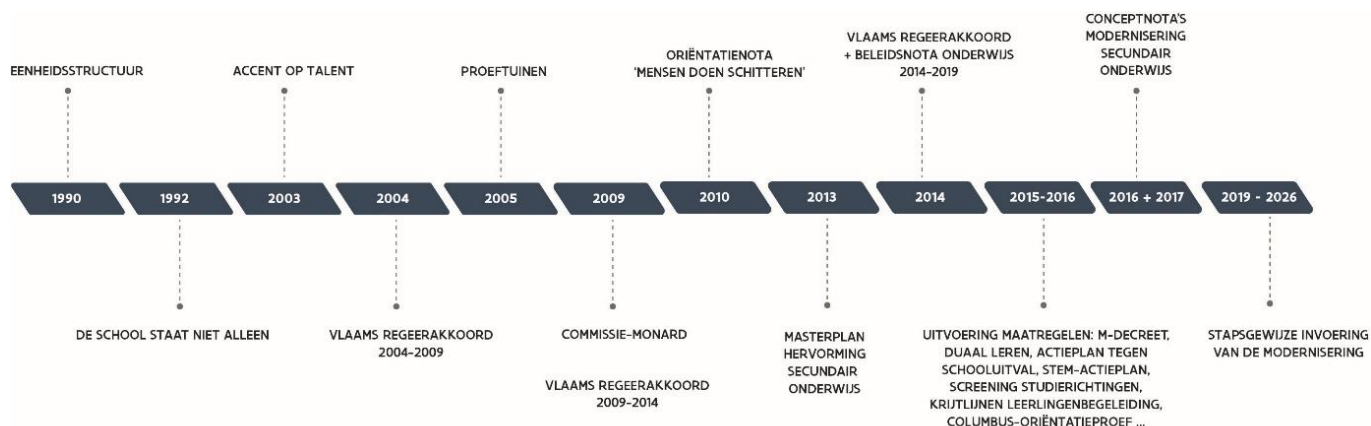 EENHEIDSSTRUCTUUR
ACCENT OP TALENT
PROEFTUINEN
ORIËNTATIENOTA
'MENSEN DOEN SCHITTEREN'
VLAAMS REGEERAKKOORD
+ BELEIDSNOTA ONDERWIJS
2014-2019
CONCEPTNOTA'S
MODERNISERING
SECUNDAIR
ONDERWIJS
1990
1992
2003
2004
2005
2009
2010
2013
2014
2015-2016
2016 + 2017
2019 - 2026
DE SCHOOL STAAT NIET ALLEEN
VLAAMS REGEERAKKOORD
2004-2009
COMMISSIE-MONARD
VLAAMS REGEERAKKOORD
2009-2014
MASTERPLAN
HERVORMING
SECUNDAIR
ONDERWIJS
UITVOERING MAATREGELEN: M-DECREET,
DUAAL LEREN, ACTIEPLAN TEGEN
SCHOOLUITVAL, STEM-ACTIEPLAN,
SCREENING STUDIERICHTINGEN,
KRIJTLIJNEN LEERLINGENBEGELEIDING,
COLUMBUS-ORIËNTATIEPROEF ...
STAPSGEWIJZE INVOERING
VAN DE MODERNISERING